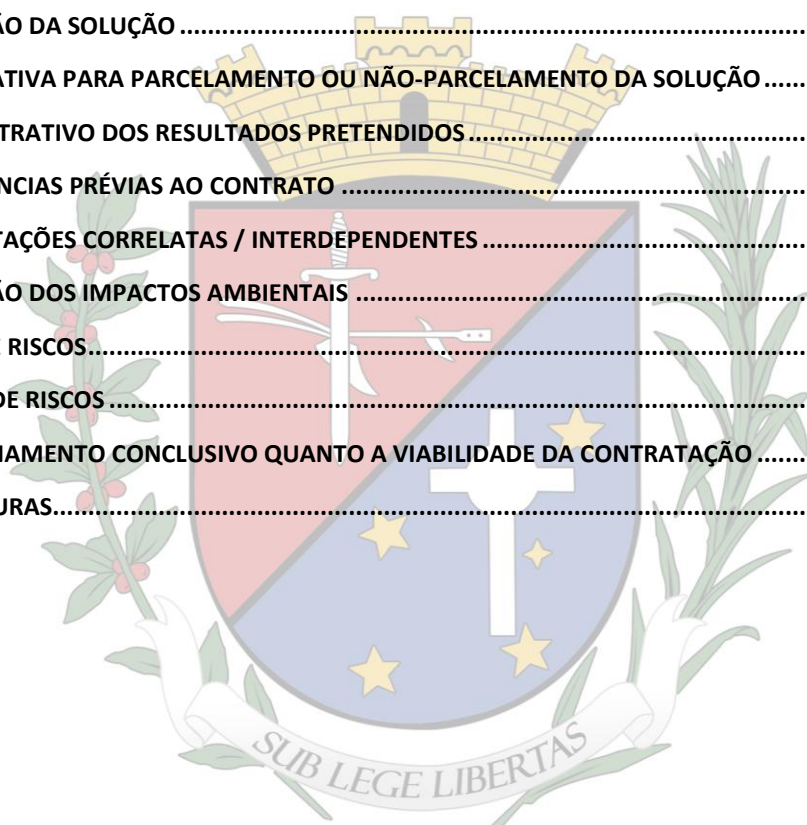 ÃO DA SOLUÇÃO
ATIVA PARA PARCELAMENTO OU NÃO-PARCELAMENTO DA SOLUÇÃO
TRATIVO DOS RESULTADOS PRETENDIDOS
NCIAS PRÉVIAS AO CONTRATO
TAÇÕES CORRELATAS / INTERDEPENDENTES
ÃO DOS IMPACTOS AMBIENTAIS
E RISCOS
DE RISCOS
IAMENTO CONCLUSIVO QUANTO A VIABILIDADE DA CONTRATAÇÃO
URAS
SUB LEGE LIBERTAS